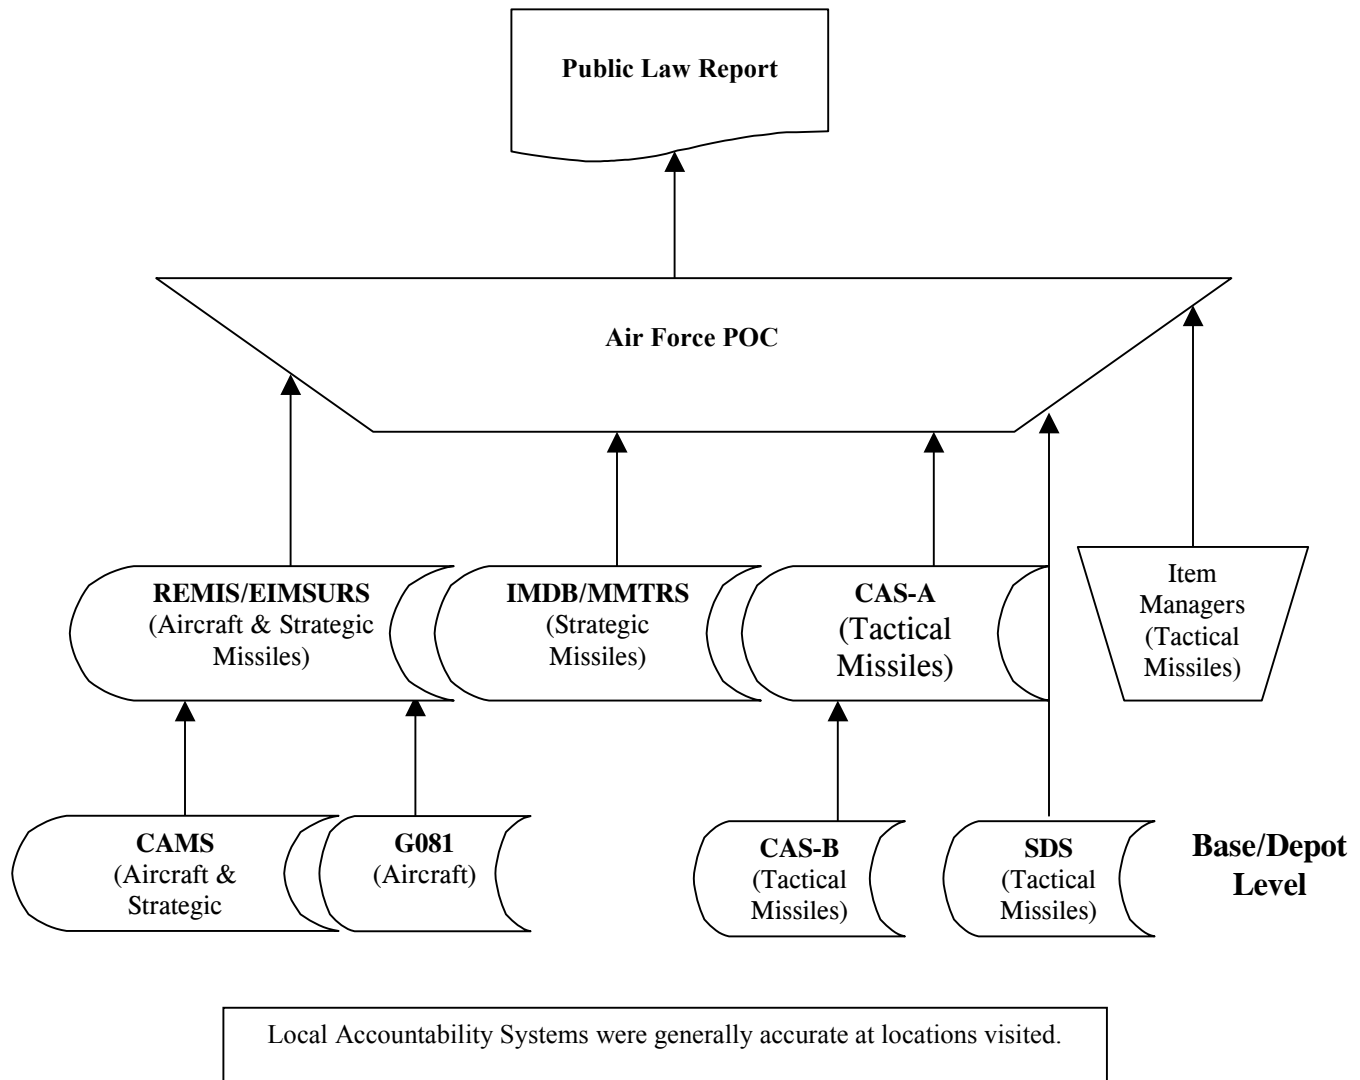 Public Law Report
Air Force POC
REMIS/EIMSURS
(Aircraft & Strategic
Missiles)
IMDB/MMTRS
(Strategic
Missiles)
CAS-A
(Tactical
Missiles)
Item
Managers
(Tactical
Missiles)
CAMS
(Aircraft &
Strategic
G081
(Aircraft)
CAS-B
(Tactical
Missiles)
SDS
(Tactical
Missiles)
Base/Depot
Level
Local Accountability Systems were generally accurate at locations visited.